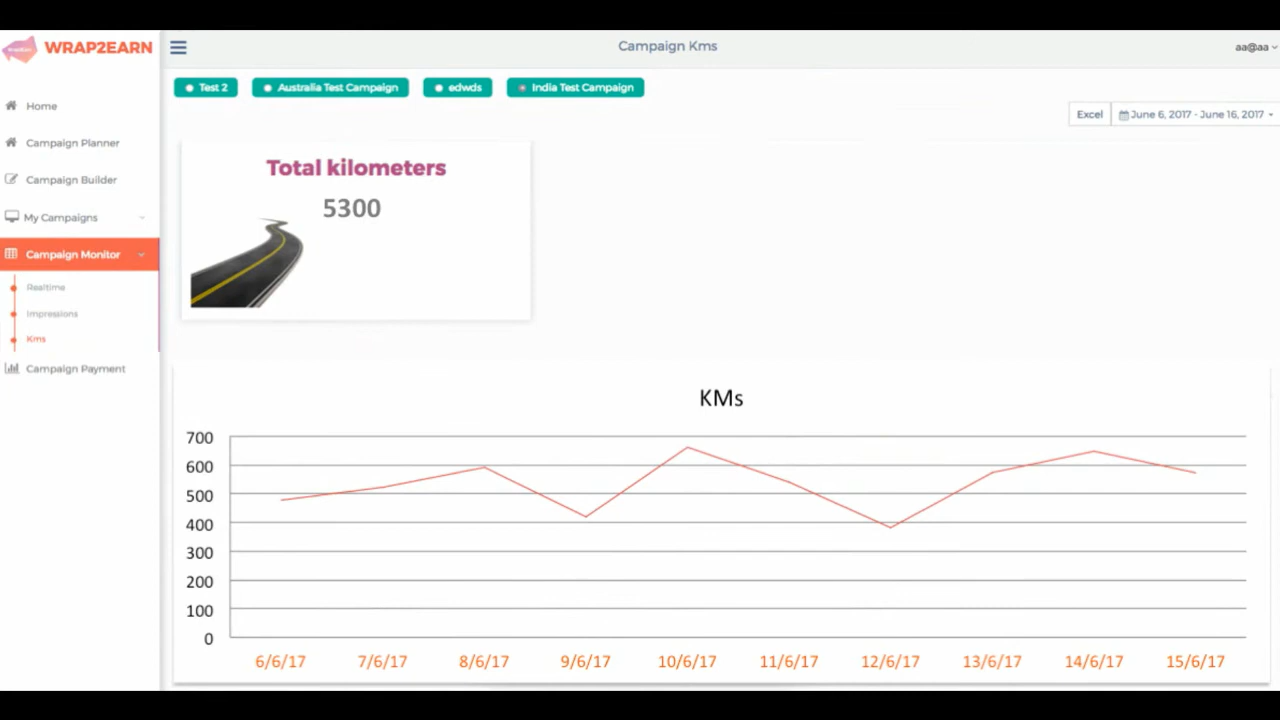 WRAP2EARN
Campaign Kms
aa@aa
Test 2
Australia Test Campaign
edwds
India Test Campaign
Home
Campaign Planner
Campaign Builder
My Campaigns
Campaign Monitor
Realtime
Impressions
Kms
Campaign Payment
Excel
June 6, 2017 - June 16, 2017
Total kilometers
5300
KMs
700
600
500
400
300
200
100
0
6/6/17 7/6/17 8/6/17 9/6/17 10/6/17 11/6/17 12/6/17 13/6/17 14/6/17 15/6/17